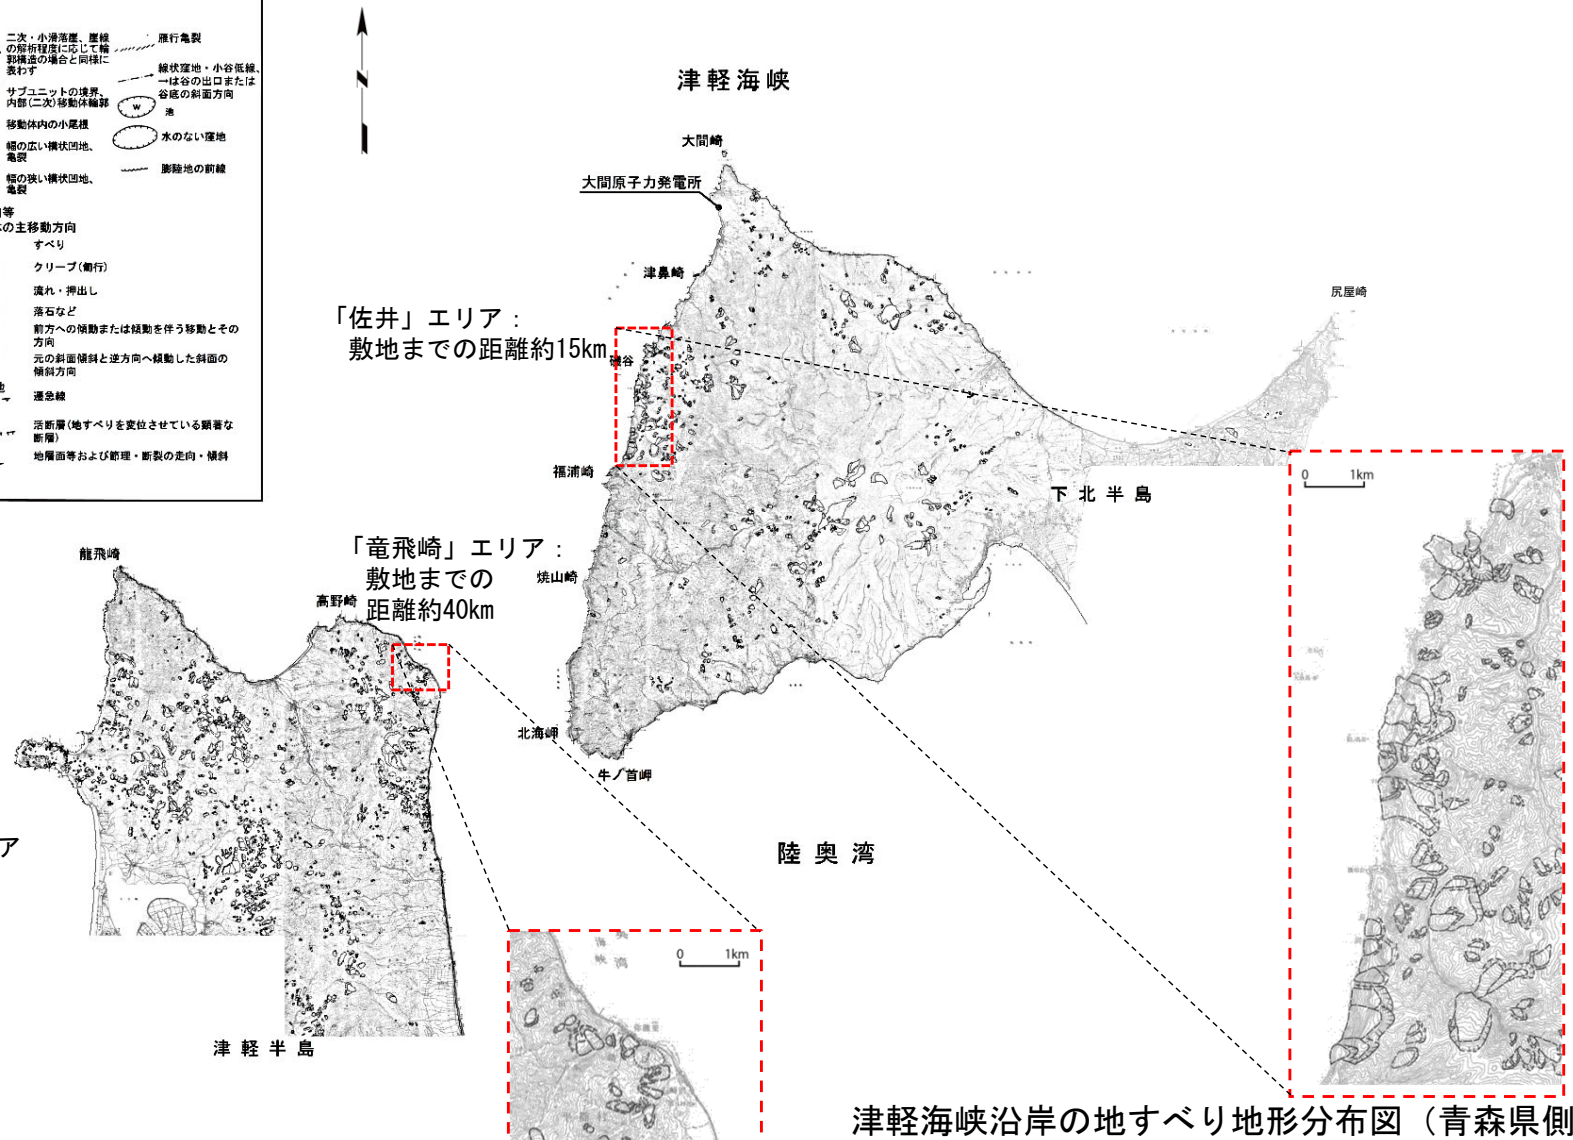 二次・小滑落崖、崖線
の解析程度に応じて輪
郭構造の場合と同様に
表わす
サブユニットの境界、
内部(二次)移動体輪郭
移動体内の小尾根
幅の広い横状凹地、
亀裂
幅の狭い横状凹地、
亀裂
雁行亀裂
線状窪地・小谷低線、
→は谷の出口または
谷底の斜面方向
W
池
水のない窪地
膨陸地の前線
等
の主移動方向
すべり
クリープ(匍行)
流れ・押出し
落石など
前方への傾動または傾動を伴う移動とその
方向
元の斜面傾斜と逆方向へ傾動した斜面の
傾斜方向
遷急線
活断層(地すべりを変位させている顕著な
断層)
地層面等および節理・断裂の走向・傾斜
N
津軽海峡
大間崎
大間原子力発電所
津鼻崎
尻屋崎
「佐井」エリア：
敷地までの距離約15km
磯谷
福浦崎
下北半島
0 1km
「竜飛崎」エリア：
敷地までの
距離約40km
龍飛崎
高野崎
焼山崎
北海岬
牛ノ首岬
ア
陸奥湾
津軽半島
0 1km
津軽海峡沿岸の地すべり地形分布図（青森県側